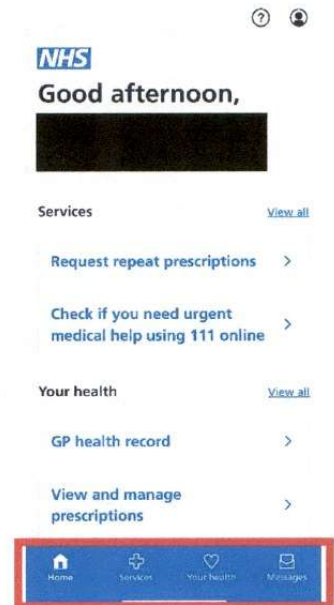 ?
NHS
Good afternoon,
Services View all
Request repeat prescriptions
Check if you need urgent
medical help using 111 online
Your health View all
GP health record
View and manage
prescriptions
Home Services Your health Messages